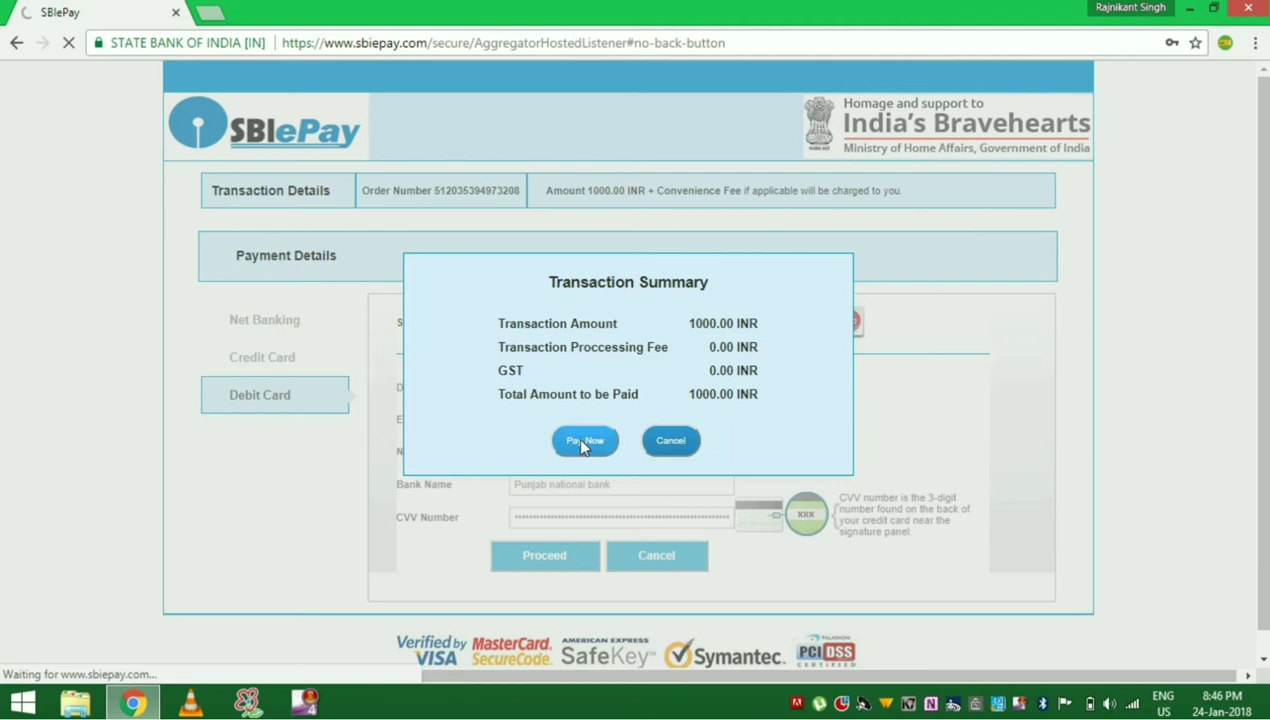 SBIePay
Rajnikant Singh
STATE BANK OF INDIA [IN]
https://www.sbiepay.com/secure/AggregatorHostedListener#no-back-button
SBIePay
Homage and support to
India's Bravehearts
Ministry of Home Affairs, Government of India
Transaction Details
Order Number 512035394973208
Amount 1000.00 INR + Convenience Fee if applicable will be charged to you.
Payment Details
Transaction Summary
Transaction Amount 1000.00 INR
Transaction Proccessing Fee 0.00 INR
GST 0.00 INR
Total Amount to be Paid 1000.00 INR
Pay Now
Cancel
Net Banking
Credit Card
Debit Card
Bank Name
Punjab national bank
CVV Number
XXX
CVV number is the 3-digit
number found on the back of
your credit card near the
signature panel
Proceed
Cancel
Verified by
VISA
MasterCard.
SecureCode.
AMERICAN EXPRESS
SafeKey
Symantec.
PALADION
PCI DSS
CERTIFIED
Waiting for www.sbiepay.com...
4
ENG
US
8:46 PM
24-Jan-2018